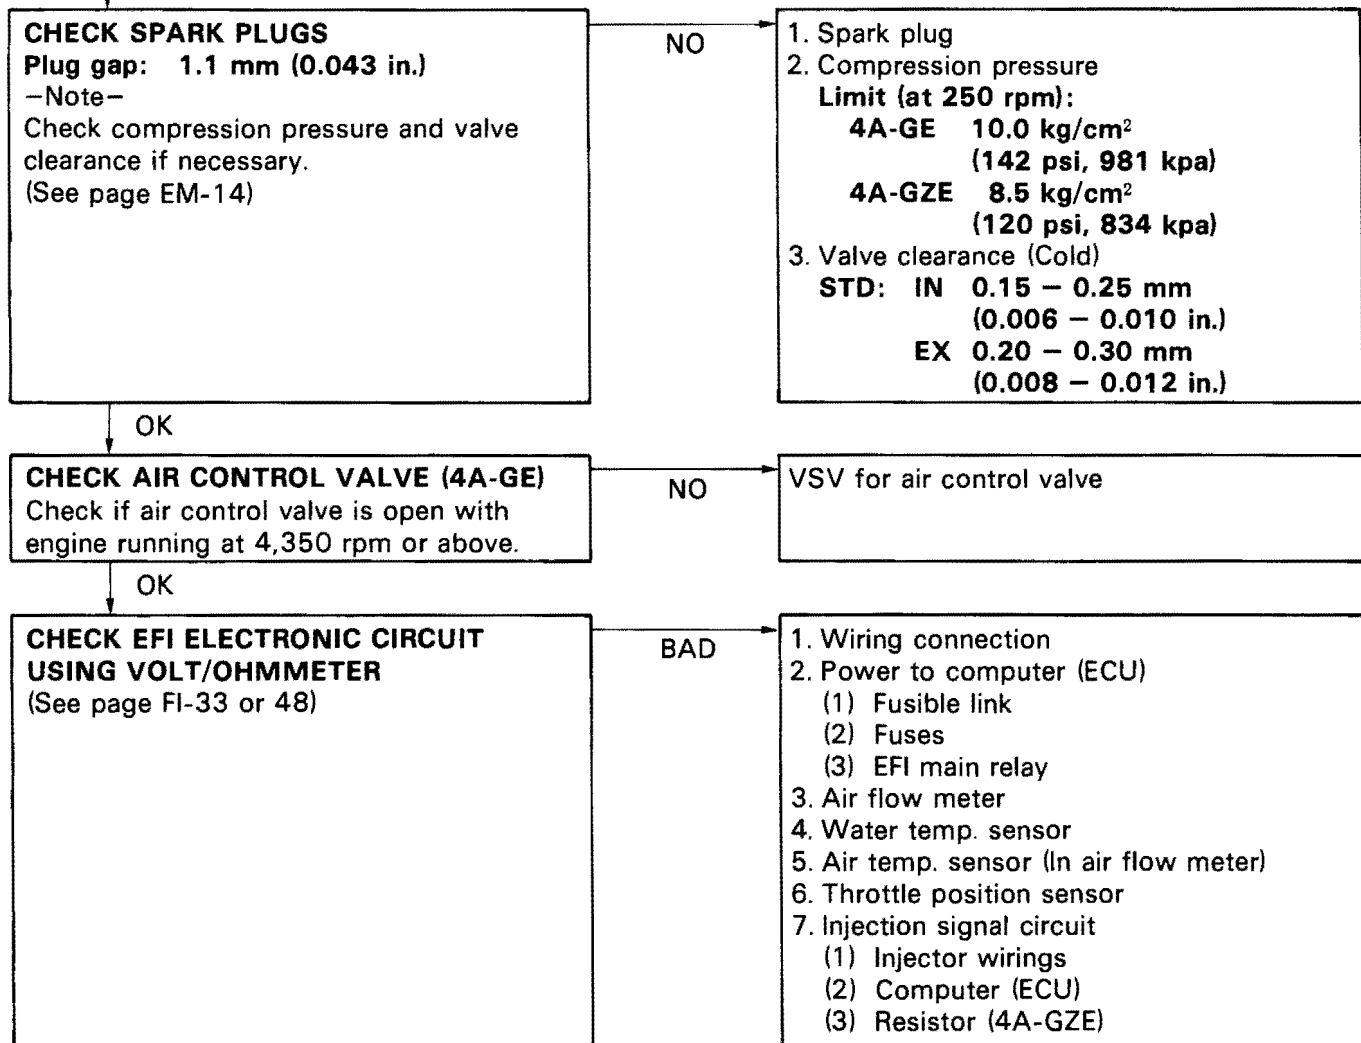 CHECK SPARK PLUGS
Plug gap: 1.1 mm (0.043 in.)
—Note—
Check compression pressure and valve
clearance if necessary.
(See page EM-14)
NO
1. Spark plug
2. Compression pressure
Limit (at 250 rpm):
4A-GE 10.0 kg/cm²
(142 psi, 981 kpa)
4A-GZE 8.5 kg/cm²
(120 psi, 834 kpa)
3. Valve clearance (Cold)
STD: IN 0.15 — 0.25 mm
(0.006 — 0.010 in.)
EX 0.20 — 0.30 mm
(0.008 — 0.012 in.)
OK
CHECK AIR CONTROL VALVE (4A-GE)
Check if air control valve is open with
engine running at 4,350 rpm or above.
NO
VSV for air control valve
OK
CHECK EFI ELECTRONIC CIRCUIT
USING VOLT/OHMMETER
(See page FI-33 or 48)
BAD
1. Wiring connection
2. Power to computer (ECU)
(1) Fusible link
(2) Fuses
(3) EFI main relay
3. Air flow meter
4. Water temp. sensor
5. Air temp. sensor (In air flow meter)
6. Throttle position sensor
7. Injection signal circuit
(1) Injector wirings
(2) Computer (ECU)
(3) Resistor (4A-GZE)